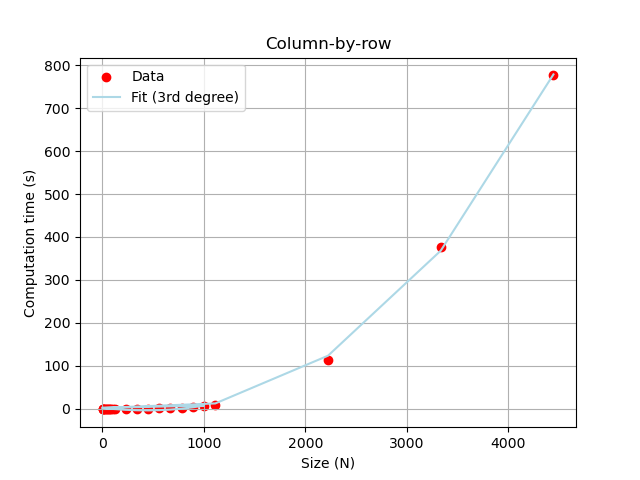 Column-by-row
Data
Fit (3rd degree)
Computation time (s)
800
700
600
500
400
300
200
100
0
0 1000 2000 3000 4000
Size (N)